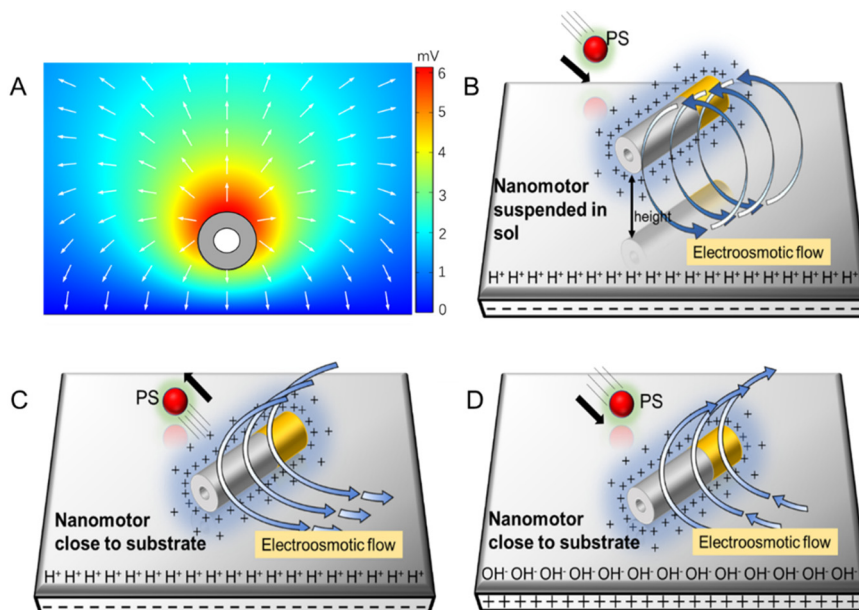 A
mV
6
5
4
3
2
1
0
B
PS
Nanomotor
suspended in
sol
height
Electroosmotic flow
H⁺ H⁺ H⁺ H⁺ H⁺ H⁺ H⁺ H⁺ H⁺ H⁺ H⁺ H⁺ H⁺ H⁺
C
PS
Nanomotor
close to substrate
Electroosmotic flow
H⁺ H⁺ H⁺ H⁺ H⁺ H⁺ H⁺ H⁺ H⁺ H⁺ H⁺ H⁺ H⁺ H⁺
D
PS
Nanomotor
close to substrate
Electroosmotic flow
OH⁻ OH⁻ OH⁻ OH⁻ OH⁻ OH⁻ OH⁻ OH⁻ OH⁻ OH⁻